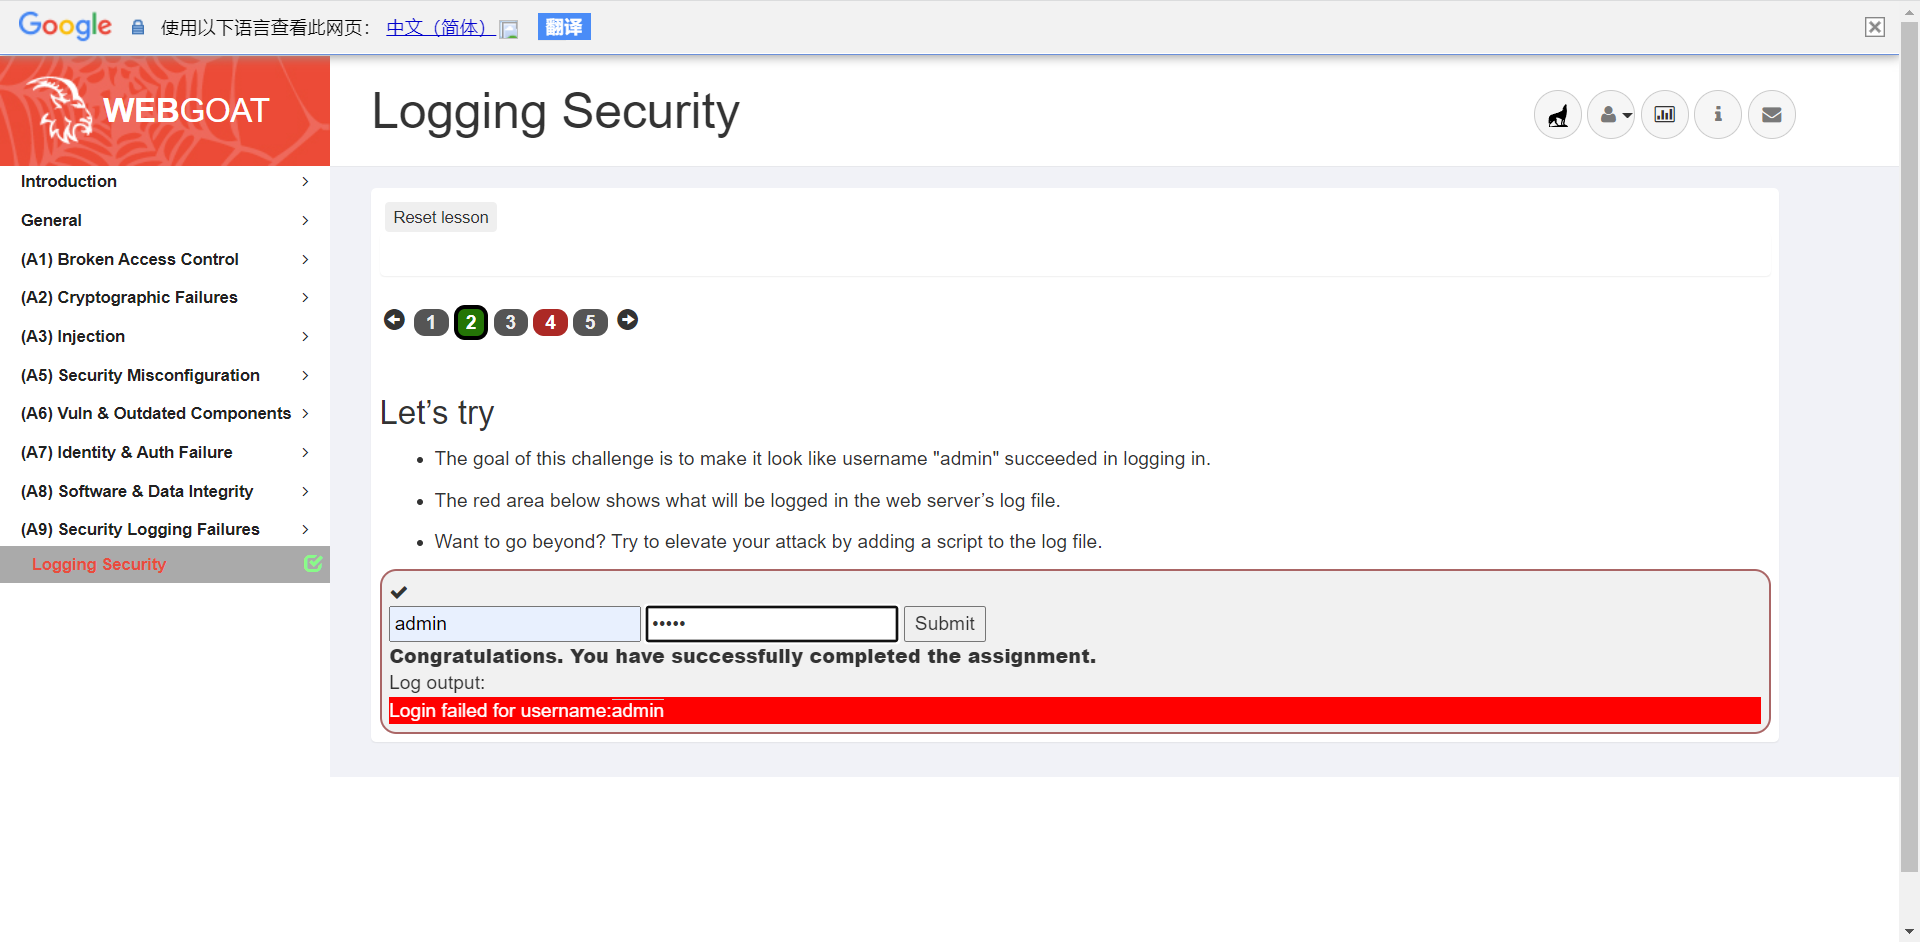 Google 使用以下语言查看此网页： 中文（简体） 翻译
WEBGOAT
Logging Security
Introduction
General
(A1) Broken Access Control
(A2) Cryptographic Failures
(A3) Injection
(A5) Security Misconfiguration
(A6) Vuln & Outdated Components
(A7) Identity & Auth Failure
(A8) Software & Data Integrity
(A9) Security Logging Failures
Logging Security
Reset lesson
1 2 3 4 5
Let’s try
• The goal of this challenge is to make it look like username "admin" succeeded in logging in.
• The red area below shows what will be logged in the web server’s log file.
• Want to go beyond? Try to elevate your attack by adding a script to the log file.
admin ••••• Submit
Congratulations. You have successfully completed the assignment.
Log output:
Login failed for username:admin